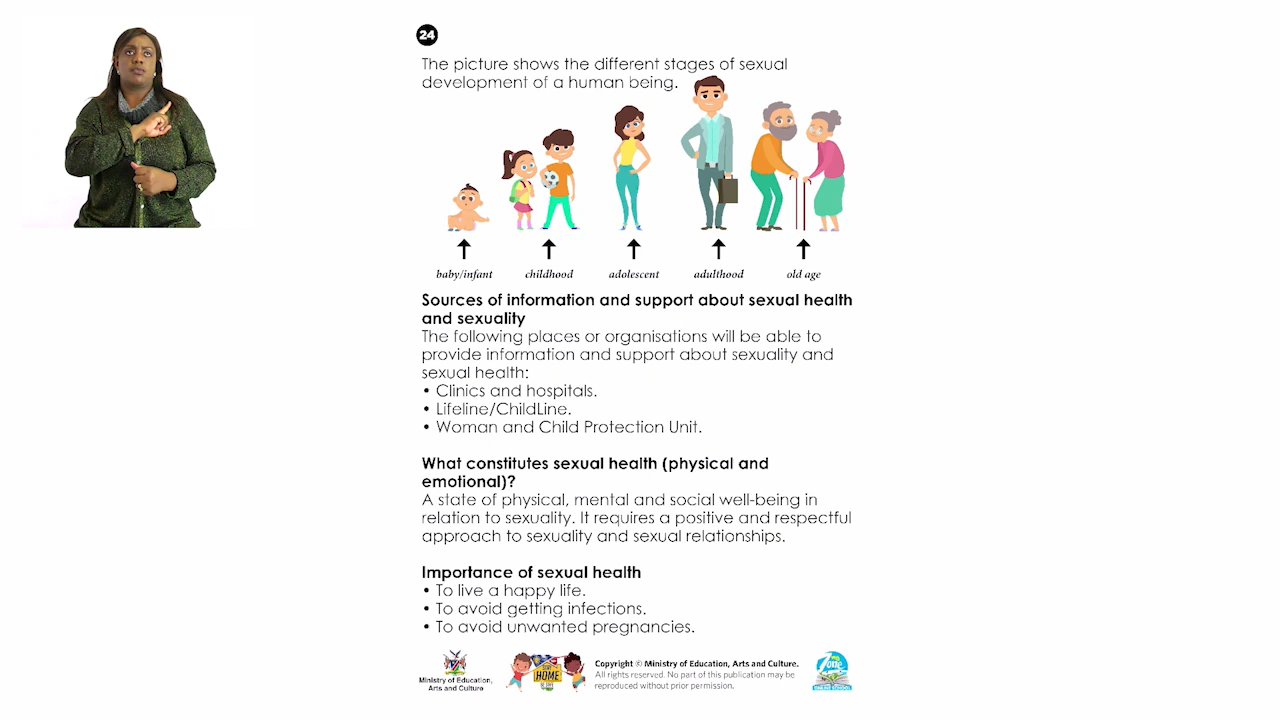 24
The picture shows the different stages of sexual
development of a human being.
baby/infant childhood adolescent adulthood old age
Sources of information and support about sexual health
and sexuality
The following places or organisations will be able to
provide information and support about sexuality and
sexual health:
• Clinics and hospitals.
• Lifeline/ChildLine.
• Woman and Child Protection Unit.
What constitutes sexual health (physical and
emotional)?
A state of physical, mental and social well-being in
relation to sexuality. It requires a positive and respectful
approach to sexuality and sexual relationships.
Importance of sexual health
• To live a happy life.
• To avoid getting infections.
• To avoid unwanted pregnancies.
Ministry of Education,
Arts and Culture
STAY
HOME
Copyright © Ministry of Education, Arts and Culture.
All rights reserved. No part of this publication may be
reproduced without prior permission.
Zone